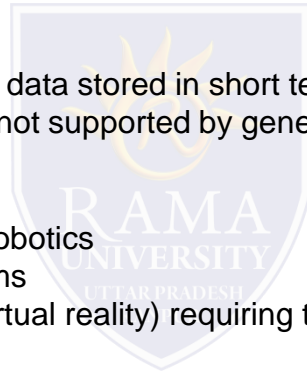 data stored in short te
not supported by gene
obotics
RAMA
UNIVERSITY
ns
UTTAR PRADESH
rtual reality) requiring t